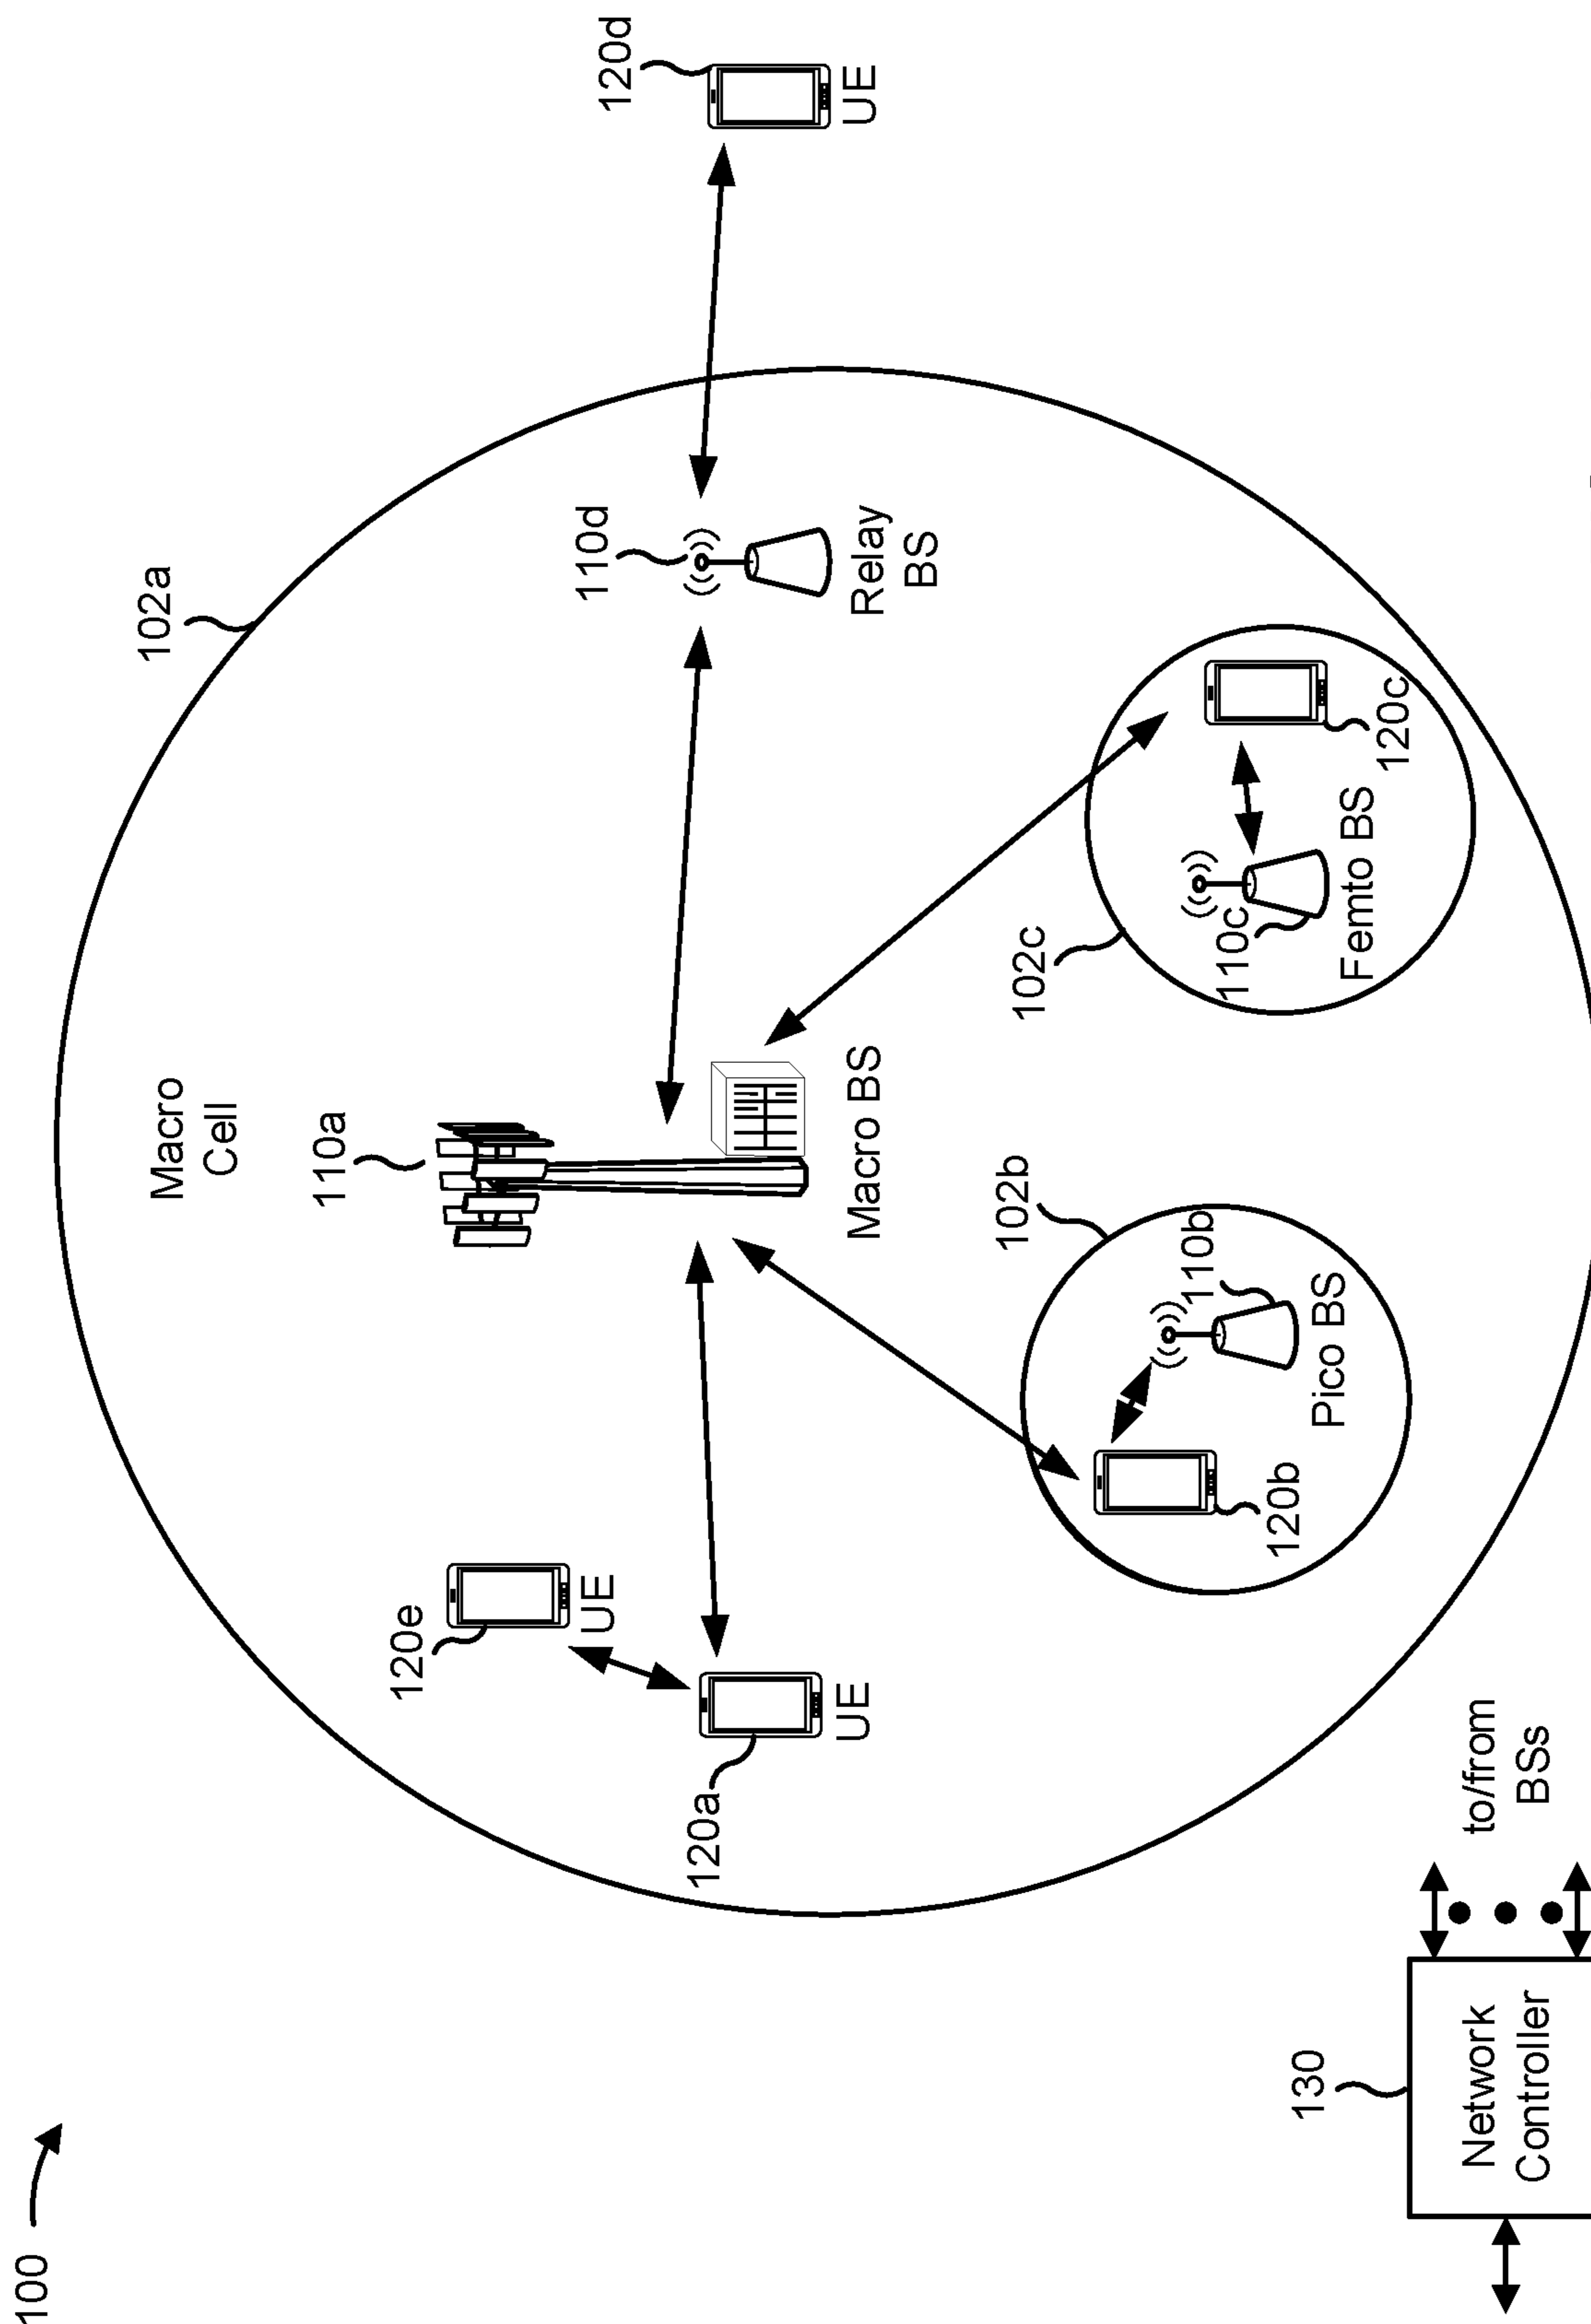 100
102a
Macro
Cell
110a
120e
UE
120a
UE
Macro BS
110d
Relay
BS
120d
UE
102b
110b
Pico BS
120b
102c
110c
Femto BS
120c
130
Network
Controller
to/from
BSs